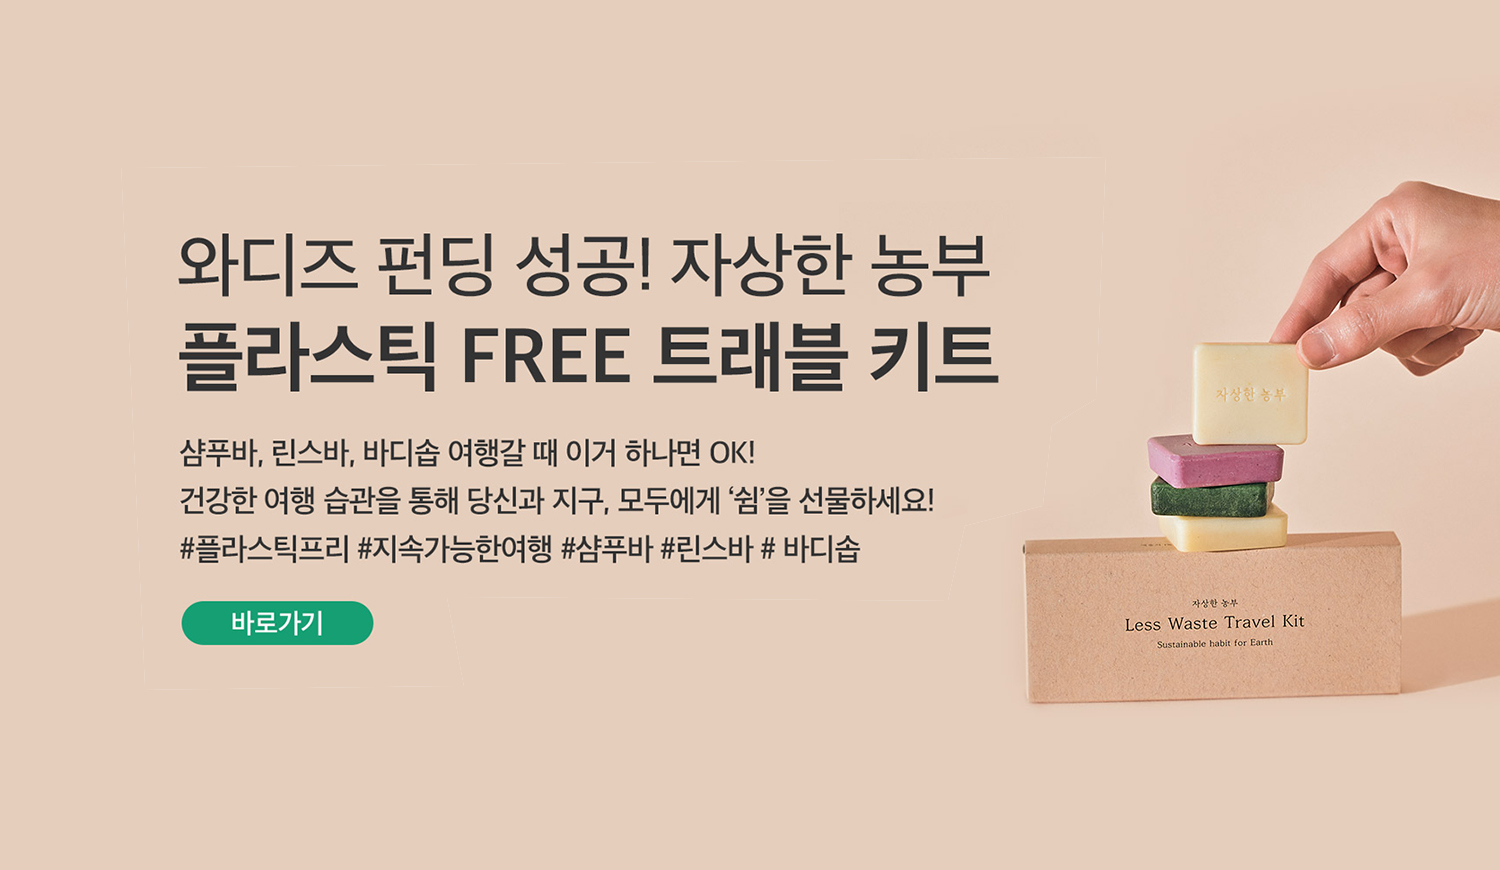 와디즈 펀딩 성공! 자상한 농부
플라스틱 FREE 트래블 키트
샴푸바, 린스바, 바디솝 여행갈 때 이거 하나면 OK!
건강한 여행 습관을 통해 당신과 지구, 모두에게 ‘쉼’을 선물하세요!
#플라스틱프리 #지속가능한여행 #샴푸바 #린스바 # 바디솝
바로가기
자상한 농부
자상한 농부
Less Waste Travel Kit
Sustainable habit for Earth